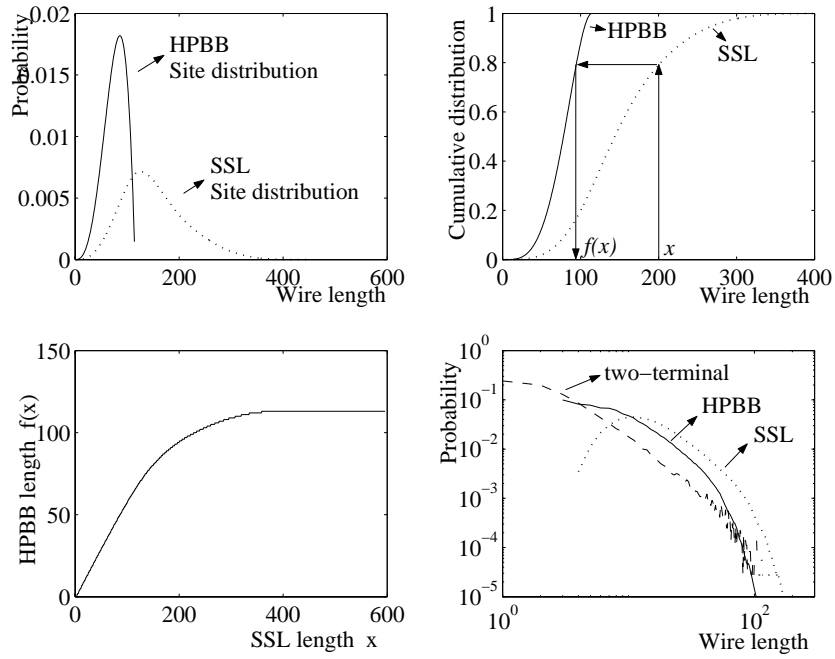 0.02
0.015
0.01
0.005
0
Probability
HPBB
Site distribution
SSL
Site distribution
0 200 400 600
Wire length
1
0.8
0.6
0.4
0.2
0
Cumulative distribution
HPBB
SSL
f(x)
x
0 100 200 300 400
Wire length
150
100
50
0
HPBB length f(x)
0 200 400 600
SSL length x
10^0
10^-1
10^-2
10^-3
10^-4
10^-5
Probability
two-terminal
HPBB
SSL
10^0 10^2
Wire length